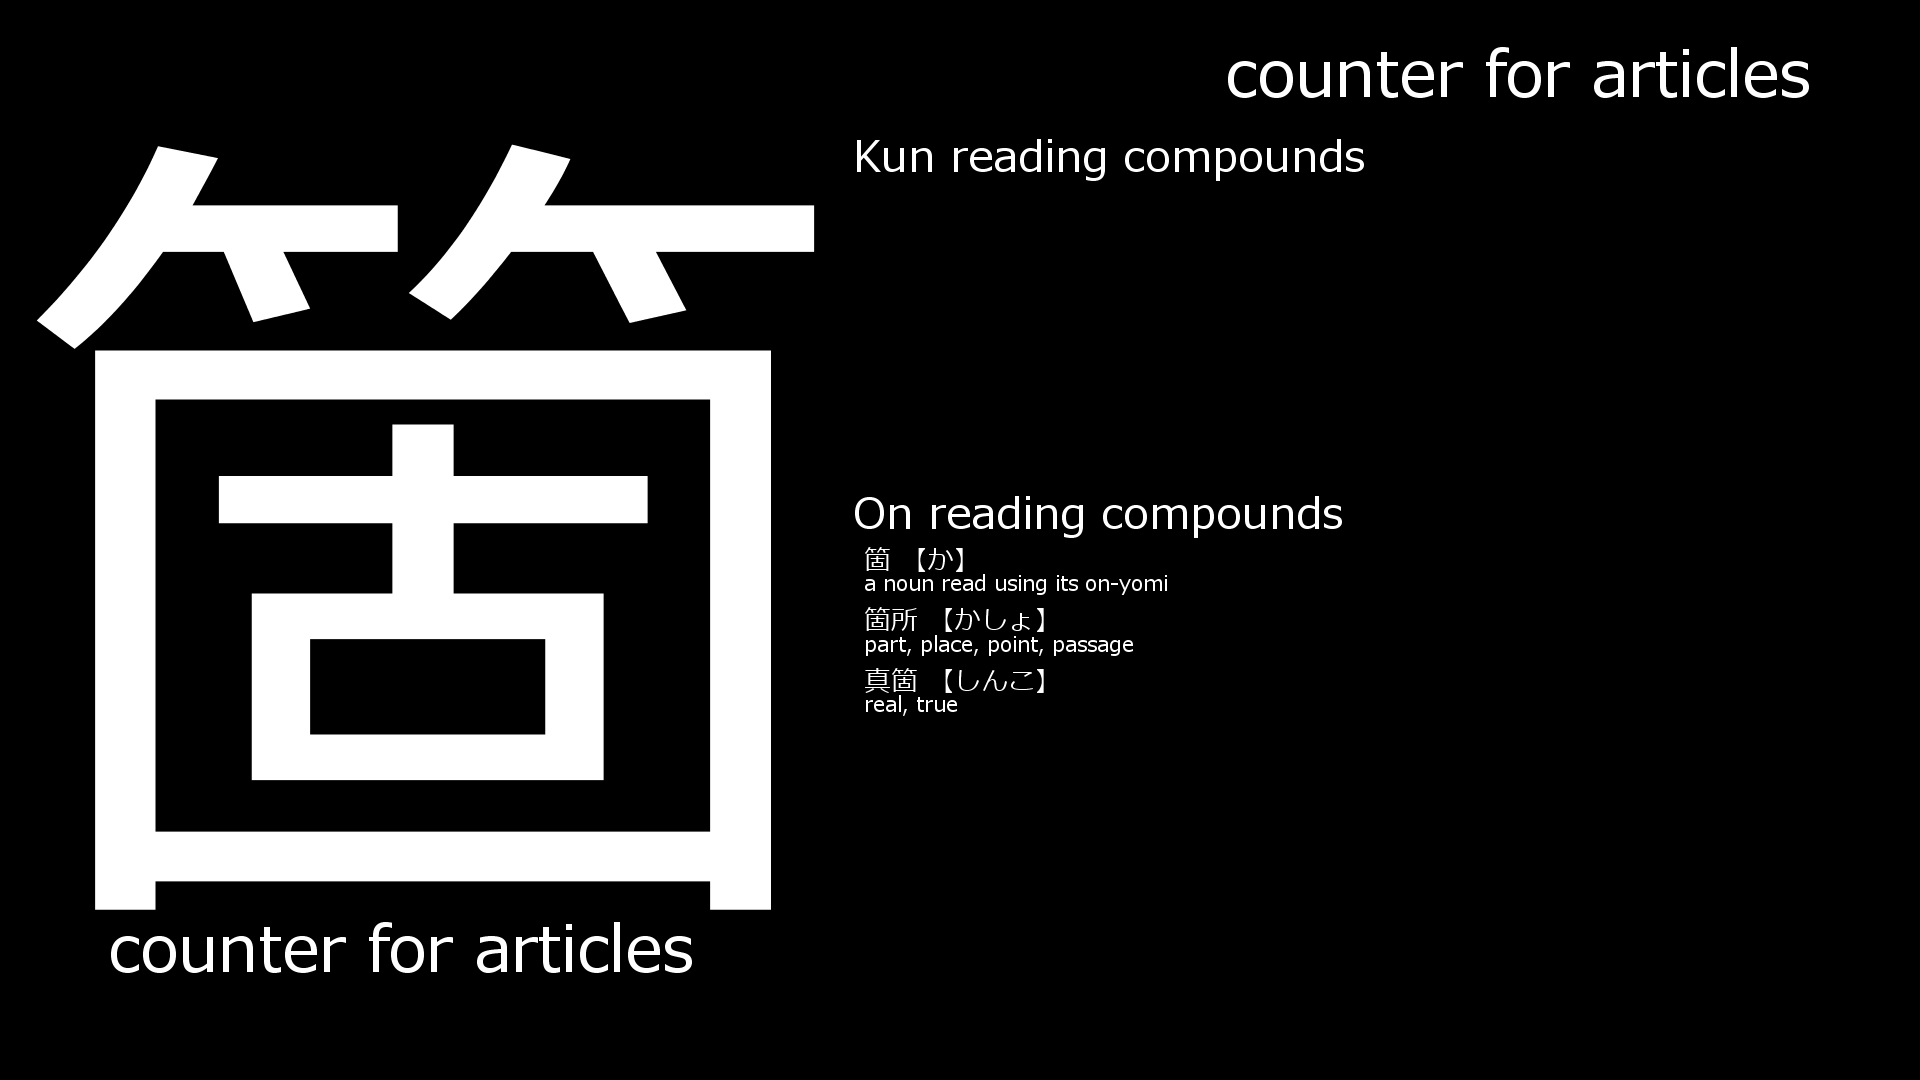 箇
counter for articles
counter for articles
Kun reading compounds
On reading compounds
箇 【か】
a noun read using its on-yomi
箇所 【かしょ】
part, place, point, passage
真箇 【しんこ】
real, true